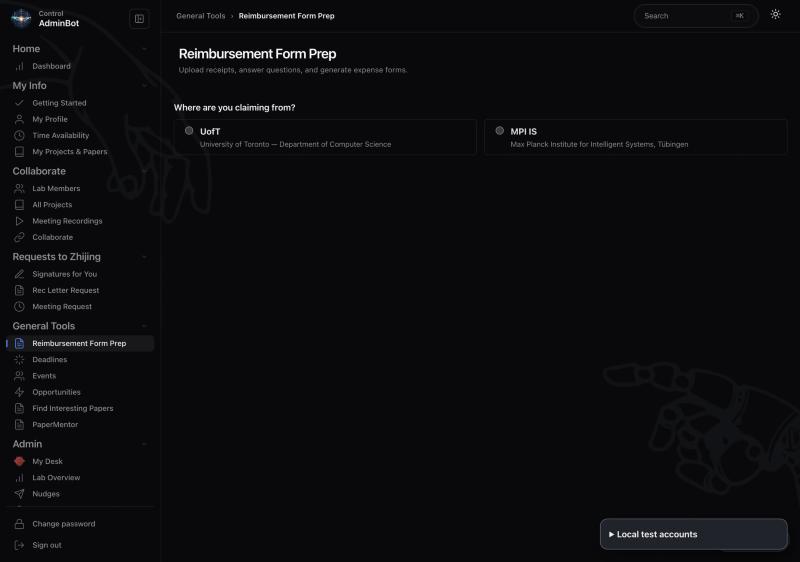 Control
AdminBot
General Tools › Reimbursement Form Prep
Search ⌘K
Home
Dashboard
My Info
Getting Started
My Profile
Time Availability
My Projects & Papers
Collaborate
Lab Members
All Projects
Meeting Recordings
Collaborate
Requests to Zhijing
Signatures for You
Rec Letter Request
Meeting Request
General Tools
Reimbursement Form Prep
Deadlines
Events
Opportunities
Find Interesting Papers
PaperMentor
Admin
My Desk
Lab Overview
Nudges
Change password
Sign out
Reimbursement Form Prep
Upload receipts, answer questions, and generate expense forms.
Where are you claiming from?
UofT
University of Toronto — Department of Computer Science
MPI IS
Max Planck Institute for Intelligent Systems, Tübingen
Local test accounts